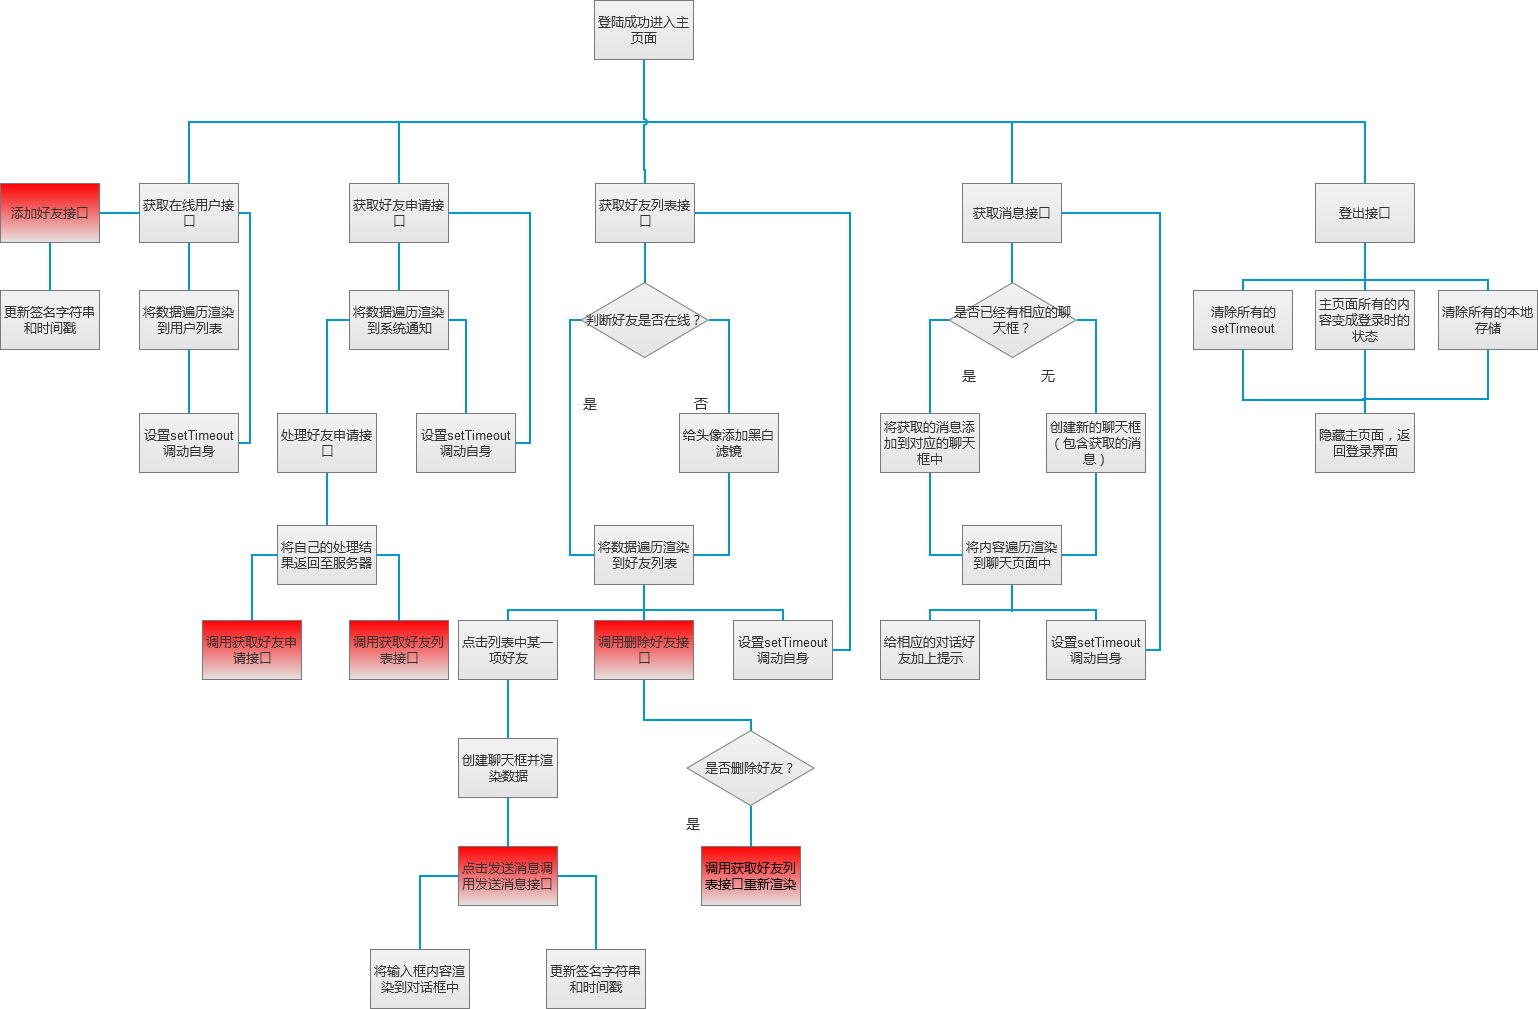 登陆成功进入主
页面
添加好友接口
获取在线用户接
口
获取好友申请接
口
获取好友列表接
口
获取消息接口
登出接口
更新签名字符串
和时间戳
将数据遍历渲染
到用户列表
将数据遍历渲染
到系统通知
判断好友是否在线？
是否已经有相应的聊
天框？
清除所有的
setTimeout
主页面所有的内
容变成登录时的
状态
清除所有的本地
存储
是
否
是
无
设置setTimeout
调动自身
处理好友申请接
口
设置setTimeout
调动自身
给头像添加黑白
滤镜
将获取的消息添
加到对应的聊天
框中
创建新的聊天框
（包含获取的消
息）
隐藏主页面，返
回登录界面
将自己的处理结
果返回至服务器
将数据遍历渲染
到好友列表
将内容遍历渲染
到聊天页面中
调用获取好友申
请接口
调用获取好友列
表接口
点击列表中某一
项好友
调用删除好友接
口
设置setTimeout
调动自身
给相应的对话好
友加上提示
设置setTimeout
调动自身
创建聊天框并渲
染数据
是否删除好友？
是
点击发送消息调
用发送消息接口
调用获取好友列
表接口重新渲染
将输入框内容渲
染到对话框中
更新签名字符串
和时间戳